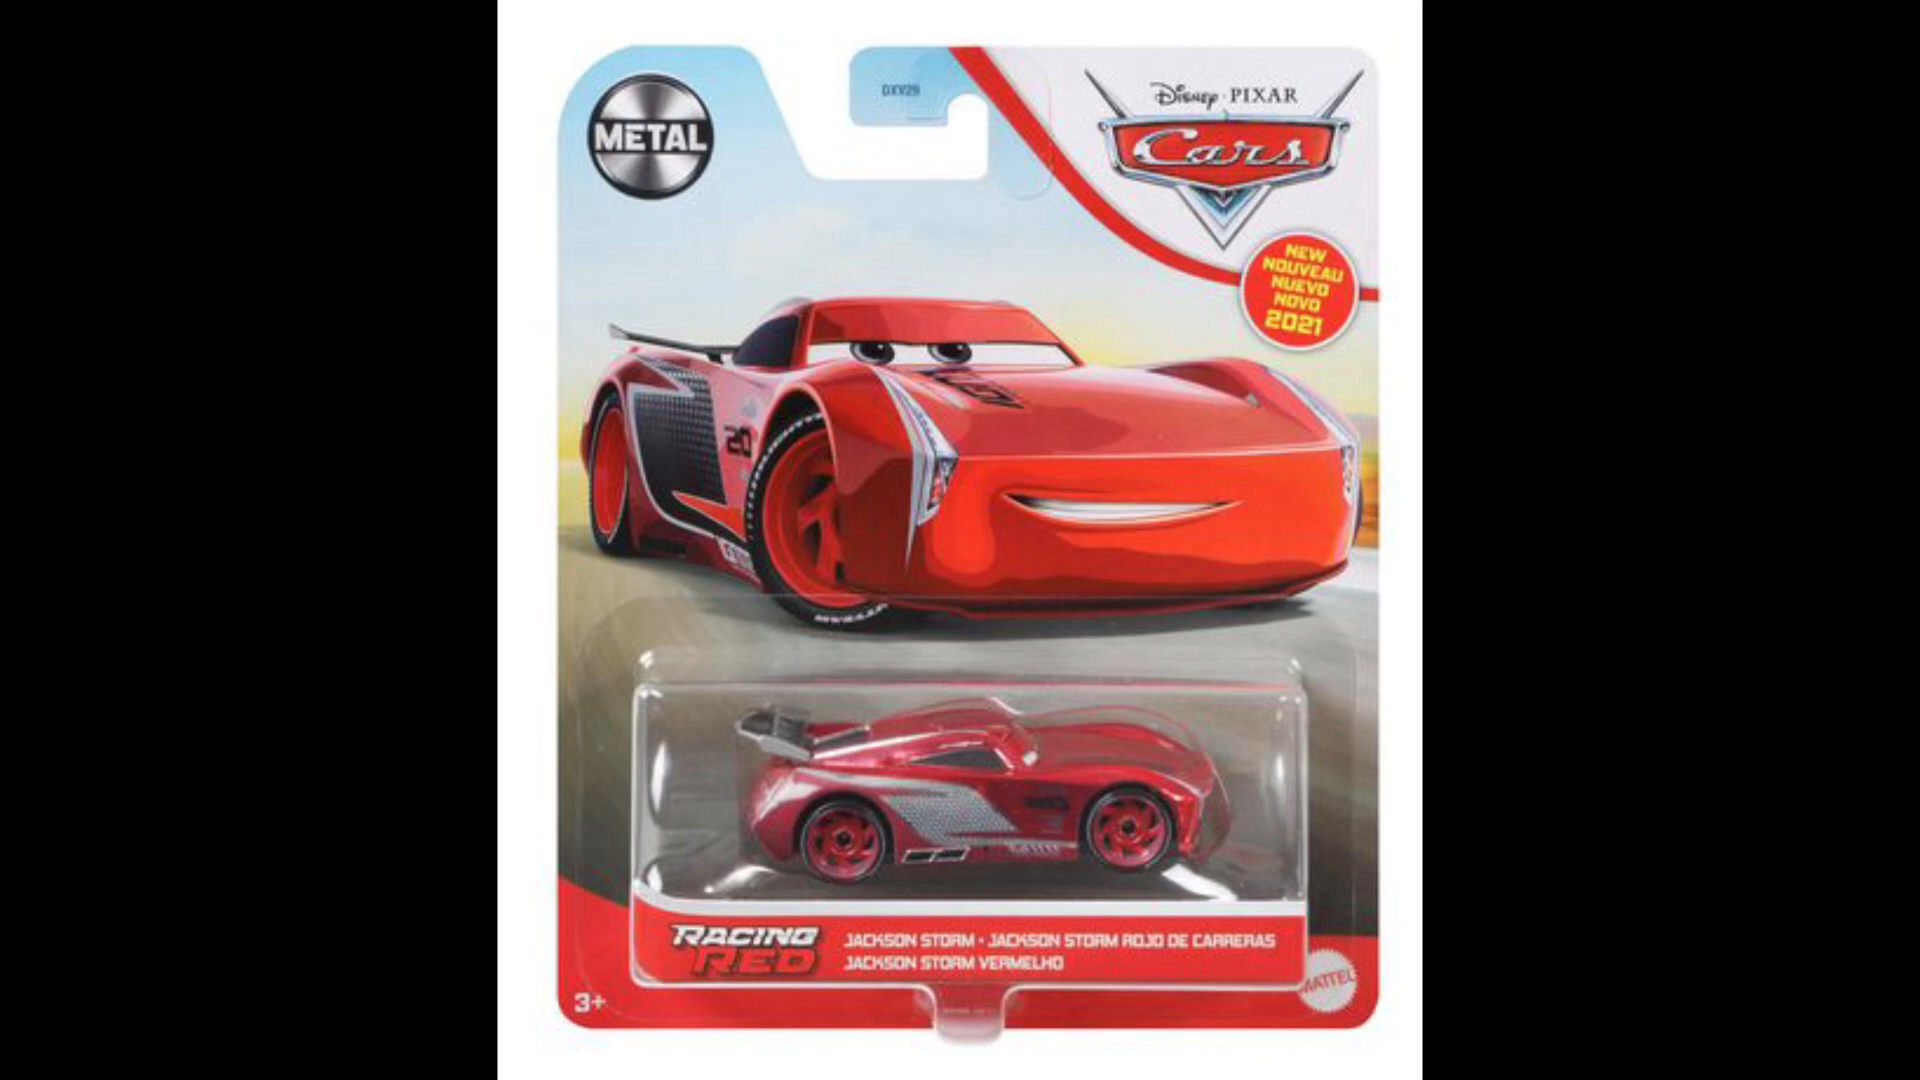 METAL
DXV29
Disney · PIXAR
Cars
NEW
NOUVEAU
NUEVO
NOVO
2021
20
RACING
RED
JACKSON STORM • JACKSON STORM ROJO DE CARRERAS
JACKSON STORM VERMELHO
3+
MATTEL